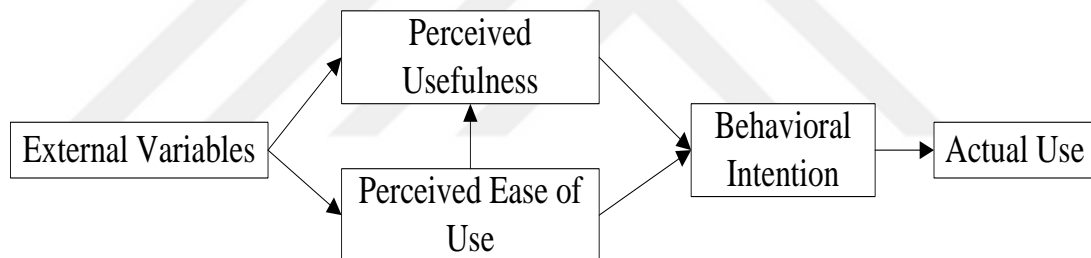 Perceived
Usefulness
External Variables
Perceived Ease of
Use
Behavioral
Intention
Actual Use